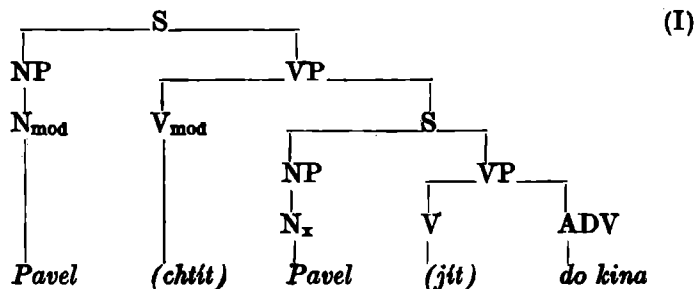 S (I)
NP VP
N_mod V_mod S
NP VP
N_x V ADV
Pavel (chtít) Pavel (jít) do kina